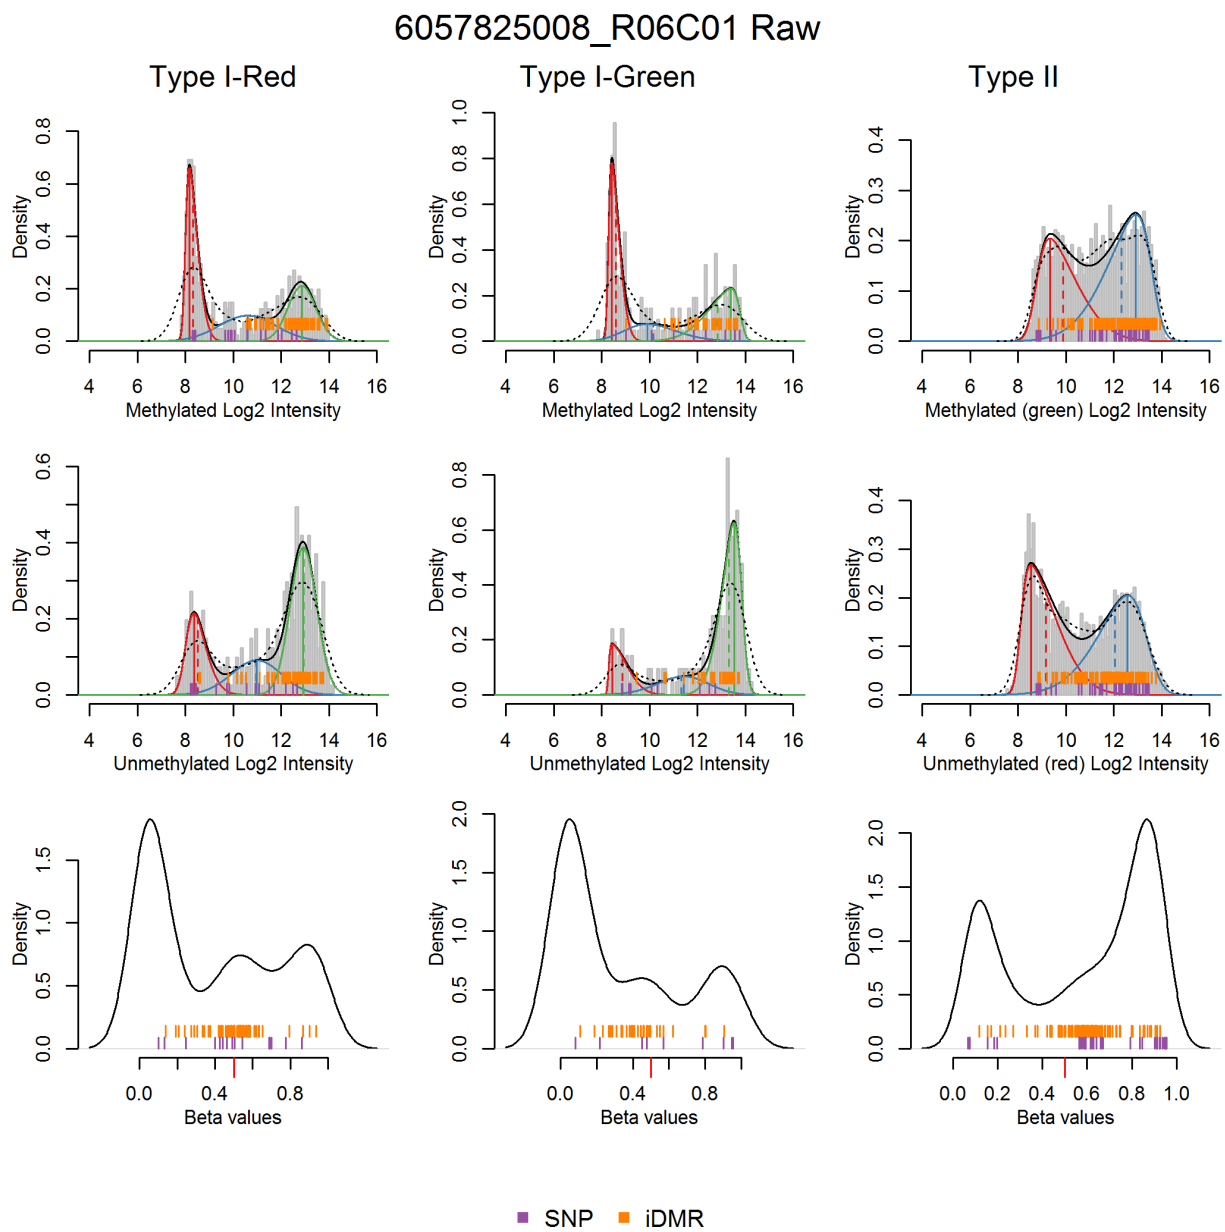 6057825008_R06C01 Raw
Type I-Red Type I-Green Type II
Density
0.0 0.2 0.4 0.6 0.8
4 6 8 10 12 14 16
Methylated Log2 Intensity
Density
0.0 0.2 0.4 0.6 0.8 1.0
4 6 8 10 12 14 16
Methylated Log2 Intensity
Density
0.0 0.1 0.2 0.3 0.4
4 6 8 10 12 14 16
Methylated (green) Log2 Intensity
Density
0.0 0.2 0.4 0.6
4 6 8 10 12 14 16
Unmethylated Log2 Intensity
Density
0.0 0.2 0.4 0.6 0.8
4 6 8 10 12 14 16
Unmethylated Log2 Intensity
Density
0.0 0.1 0.2 0.3 0.4
4 6 8 10 12 14 16
Unmethylated (red) Log2 Intensity
Density
0.0 0.5 1.0 1.5
0.0 0.4 0.8
Beta values
Density
0.0 0.5 1.0 1.5 2.0
0.0 0.4 0.8
Beta values
Density
0.0 0.5 1.0 1.5 2.0
0.0 0.2 0.4 0.6 0.8 1.0
Beta values
SNP iDMR